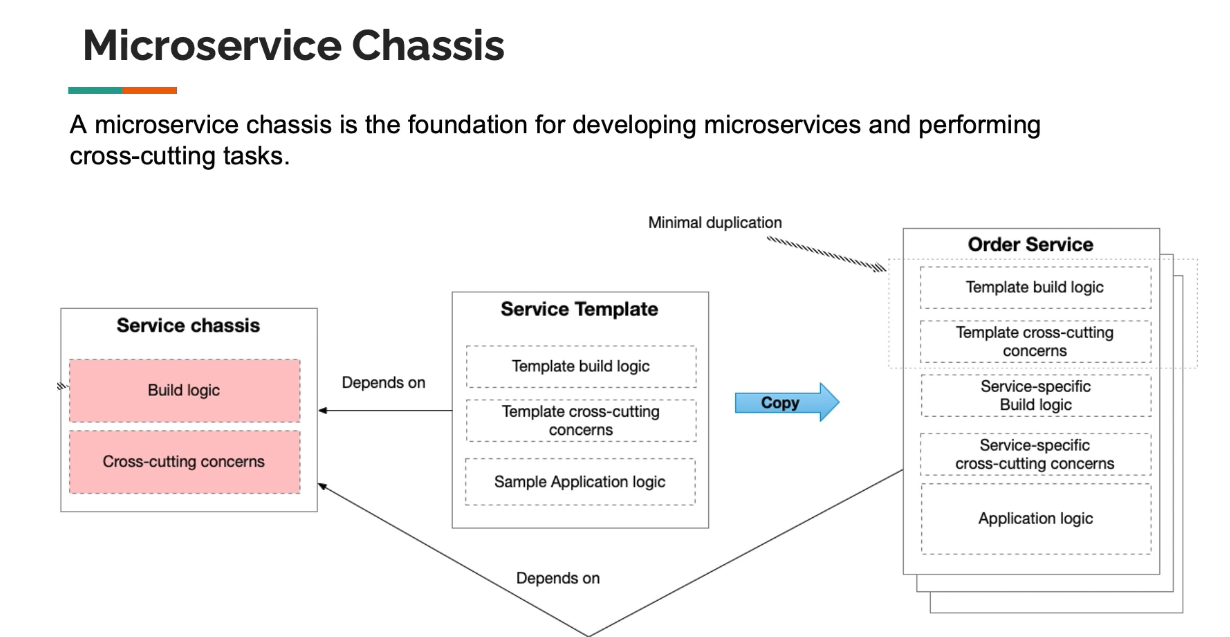 Microservice Chassis
A microservice chassis is the foundation for developing microservices and performing
cross-cutting tasks.
Minimal duplication
Service chassis
Build logic
Cross-cutting concerns
Depends on
Service Template
Template build logic
Template cross-cutting
concerns
Sample Application logic
Copy
Order Service
Template build logic
Template cross-cutting
concerns
Service-specific
Build logic
Service-specific
cross-cutting concerns
Application logic
Depends on